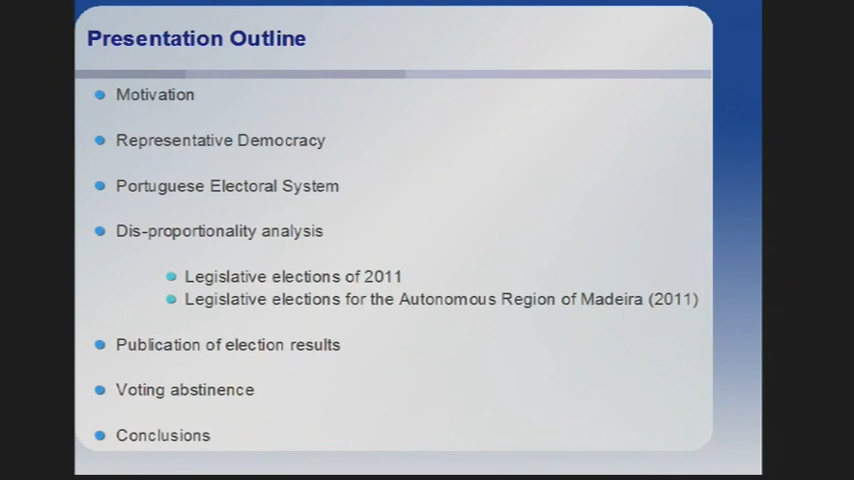 Presentation Outline
Motivation
Representative Democracy
Portuguese Electoral System
Dis-proportionality analysis
Legislative elections of 2011
Legislative elections for the Autonomous Region of Madeira (2011)
Publication of election results
Voting abstinence
Conclusions